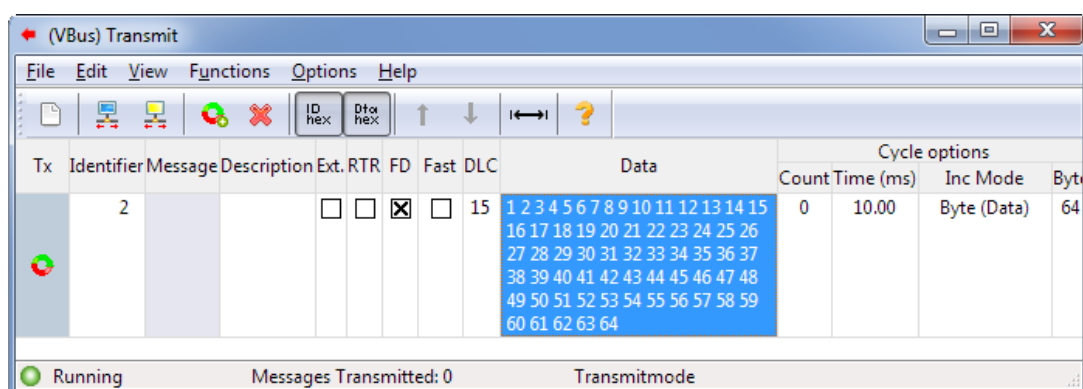 (VBus) Transmit
File Edit View Functions Options Help
ID hex Dta hex
Tx Identifier Message Description Ext. RTR FD Fast DLC Data Cycle options
Count Time (ms) Inc Mode Byte
2 15 1 2 3 4 5 6 7 8 9 10 11 12 13 14 15 0 10.00 Byte (Data) 64
16 17 18 19 20 21 22 23 24 25 26
27 28 29 30 31 32 33 34 35 36 37
38 39 40 41 42 43 44 45 46 47 48
49 50 51 52 53 54 55 56 57 58 59
60 61 62 63 64
Running Messages Transmitted: 0 Transmitmode